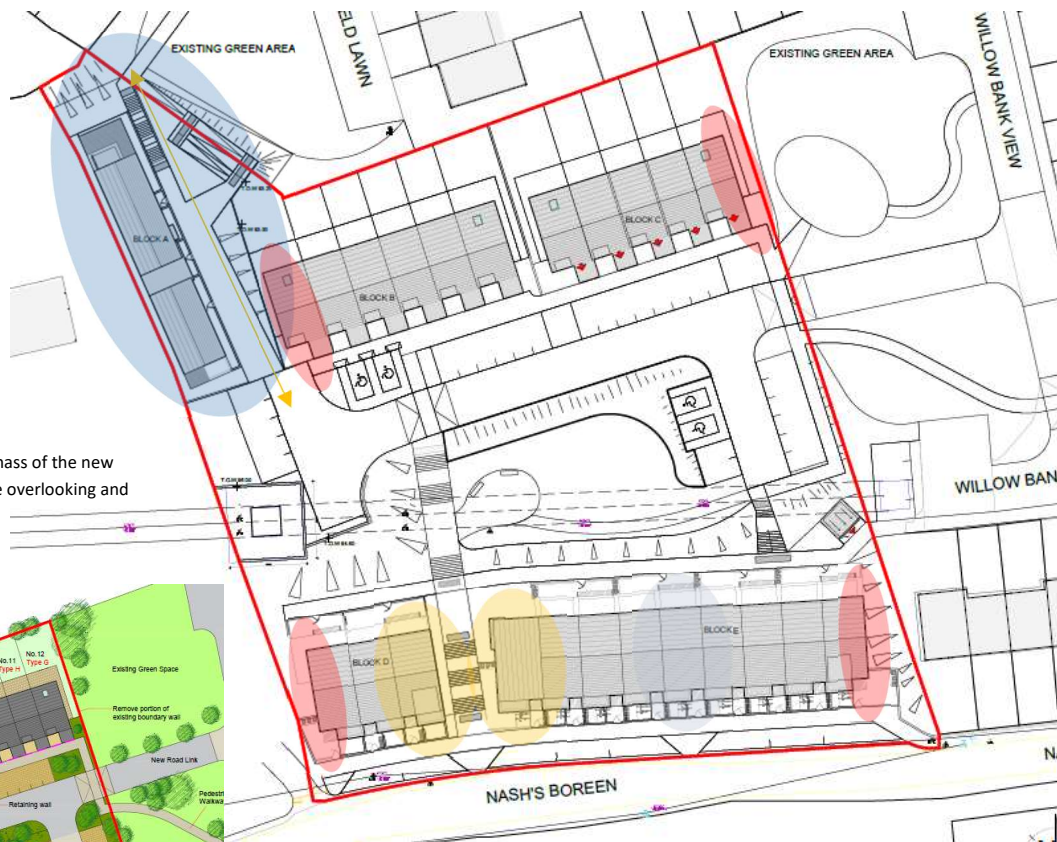 EXISTING GREEN AREA
ELD LAWN
EXISTING GREEN AREA
WILLOW BANK VIEW
BLOCK A
BLOCK B
BLOCK C
mass of the new
e overlooking and
WILLOW BAN
BLOCK D
BLOCK E
NASH'S BOREEN
NA
No.11
Type H
No.12
Type G
Existing Green Space
Remove portion of
existing boundary wall
New Road Link
Pedestri
Walkwa
Retaining wall